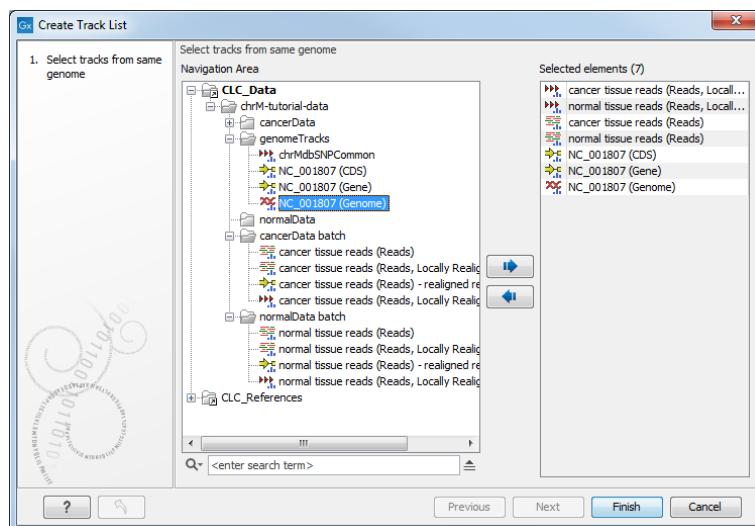 Gx Create Track List
x
1. Select tracks from same
genome
Select tracks from same genome
Navigation Area
CLC_Data
chrM-tutorial-data
cancerData
genomeTracks
chrMdbSNPCommon
NC_001807 (CDS)
NC_001807 (Gene)
NC_001807 (Genome)
normalData
cancerData batch
cancer tissue reads (Reads)
cancer tissue reads (Reads, Locally Realig
cancer tissue reads (Reads) - realigned re
cancer tissue reads (Reads, Locally Realig
normalData batch
normal tissue reads (Reads)
normal tissue reads (Reads, Locally Realig
normal tissue reads (Reads) - realigned re
normal tissue reads (Reads, Locally Realig
CLC_References
<enter search term>
Selected elements (7)
cancer tissue reads (Reads, Locall...
normal tissue reads (Reads, Locall...
cancer tissue reads (Reads)
normal tissue reads (Reads)
NC_001807 (CDS)
NC_001807 (Gene)
NC_001807 (Genome)
?
Previous
Next
Finish
Cancel